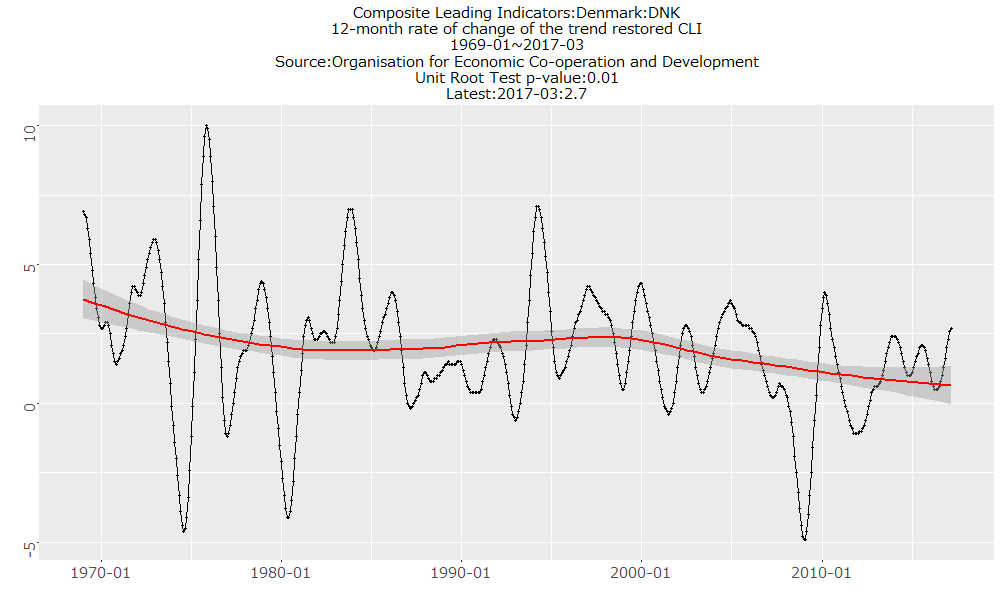 Composite Leading Indicators:Denmark:DNK
12-month rate of change of the trend restored CLI
1969-01~2017-03
Source:Organisation for Economic Co-operation and Development
Unit Root Test p-value:0.01
Latest:2017-03:2.7
10
5
0
-5
1970-01
1980-01
1990-01
2000-01
2010-01